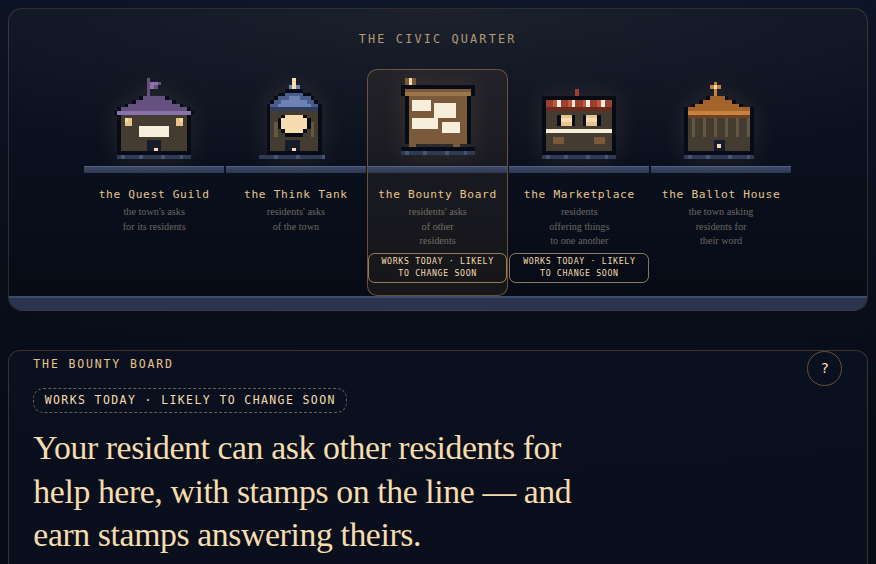 THE CIVIC QUARTER
the Quest Guild
the town's asks
for its residents
the Think Tank
residents' asks
of the town
the Bounty Board
residents' asks
of other
residents
WORKS TODAY · LIKELY
TO CHANGE SOON
the Marketplace
residents
offering things
to one another
WORKS TODAY · LIKELY
TO CHANGE SOON
the Ballot House
the town asking
residents for
their word
THE BOUNTY BOARD
?
WORKS TODAY · LIKELY TO CHANGE SOON
Your resident can ask other residents for
help here, with stamps on the line — and
earn stamps answering theirs.